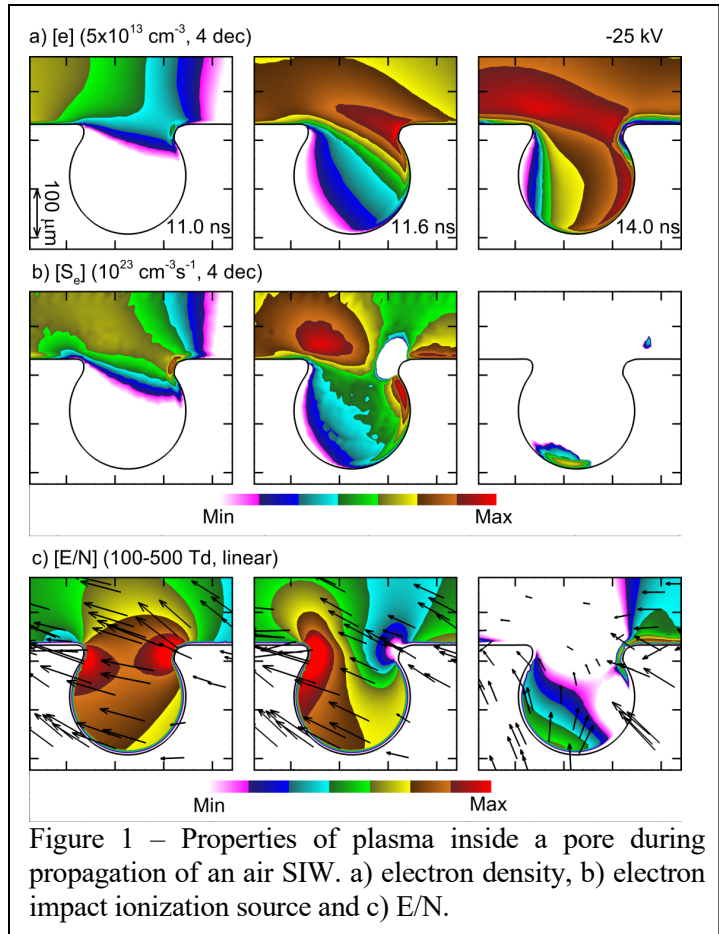 a) [e] (5x10¹³ cm⁻³, 4 dec) -25 kV
100 µm
11.0 ns 11.6 ns 14.0 ns
b) [Sₑ] (10²³ cm⁻³s⁻¹, 4 dec)
Min Max
c) [E/N] (100-500 Td, linear)
Min Max
Figure 1 – Properties of plasma inside a pore during
propagation of an air SIW. a) electron density, b) electron
impact ionization source and c) E/N.